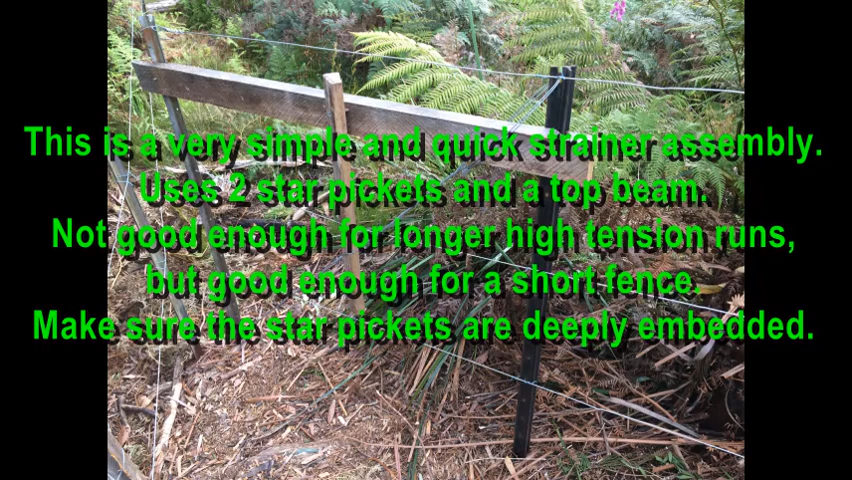 This is a very simple and quick strainer assembly.
Uses 2 star pickets and a top beam.
Not good enough for longer high tension runs,
but good enough for a short fence.
Make sure the star pickets are deeply embedded.